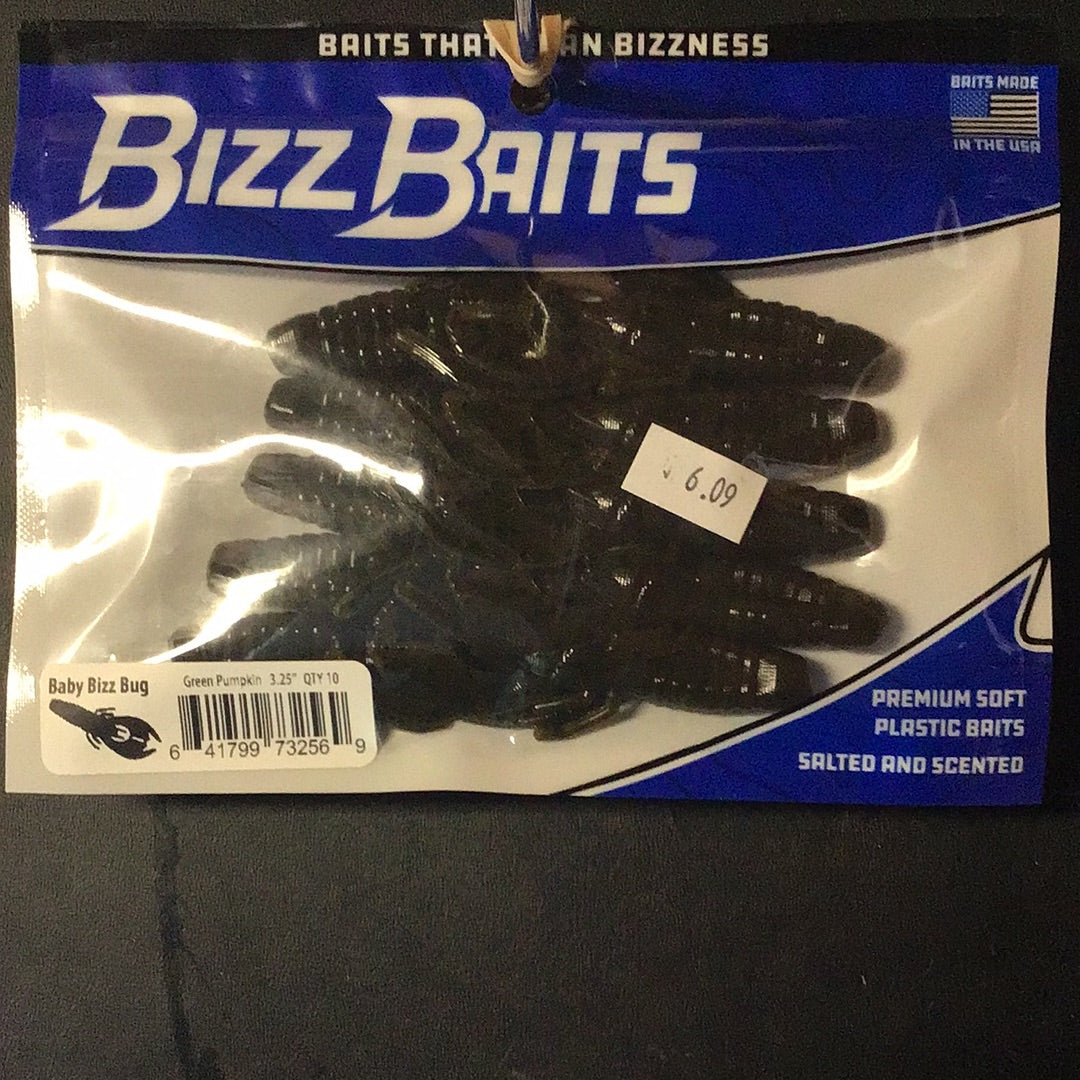 BAITS THAT AN BIZZNESS
BAITS MADE
IN THE USA
BIZZ BAITS
$ 6.09
Baby Bizz Bug
Green Pumpkin 3.25" QTY 10
6 41799 73256 9
PREMIUM SOFT
PLASTIC BAITS
SALTED AND SCENTED